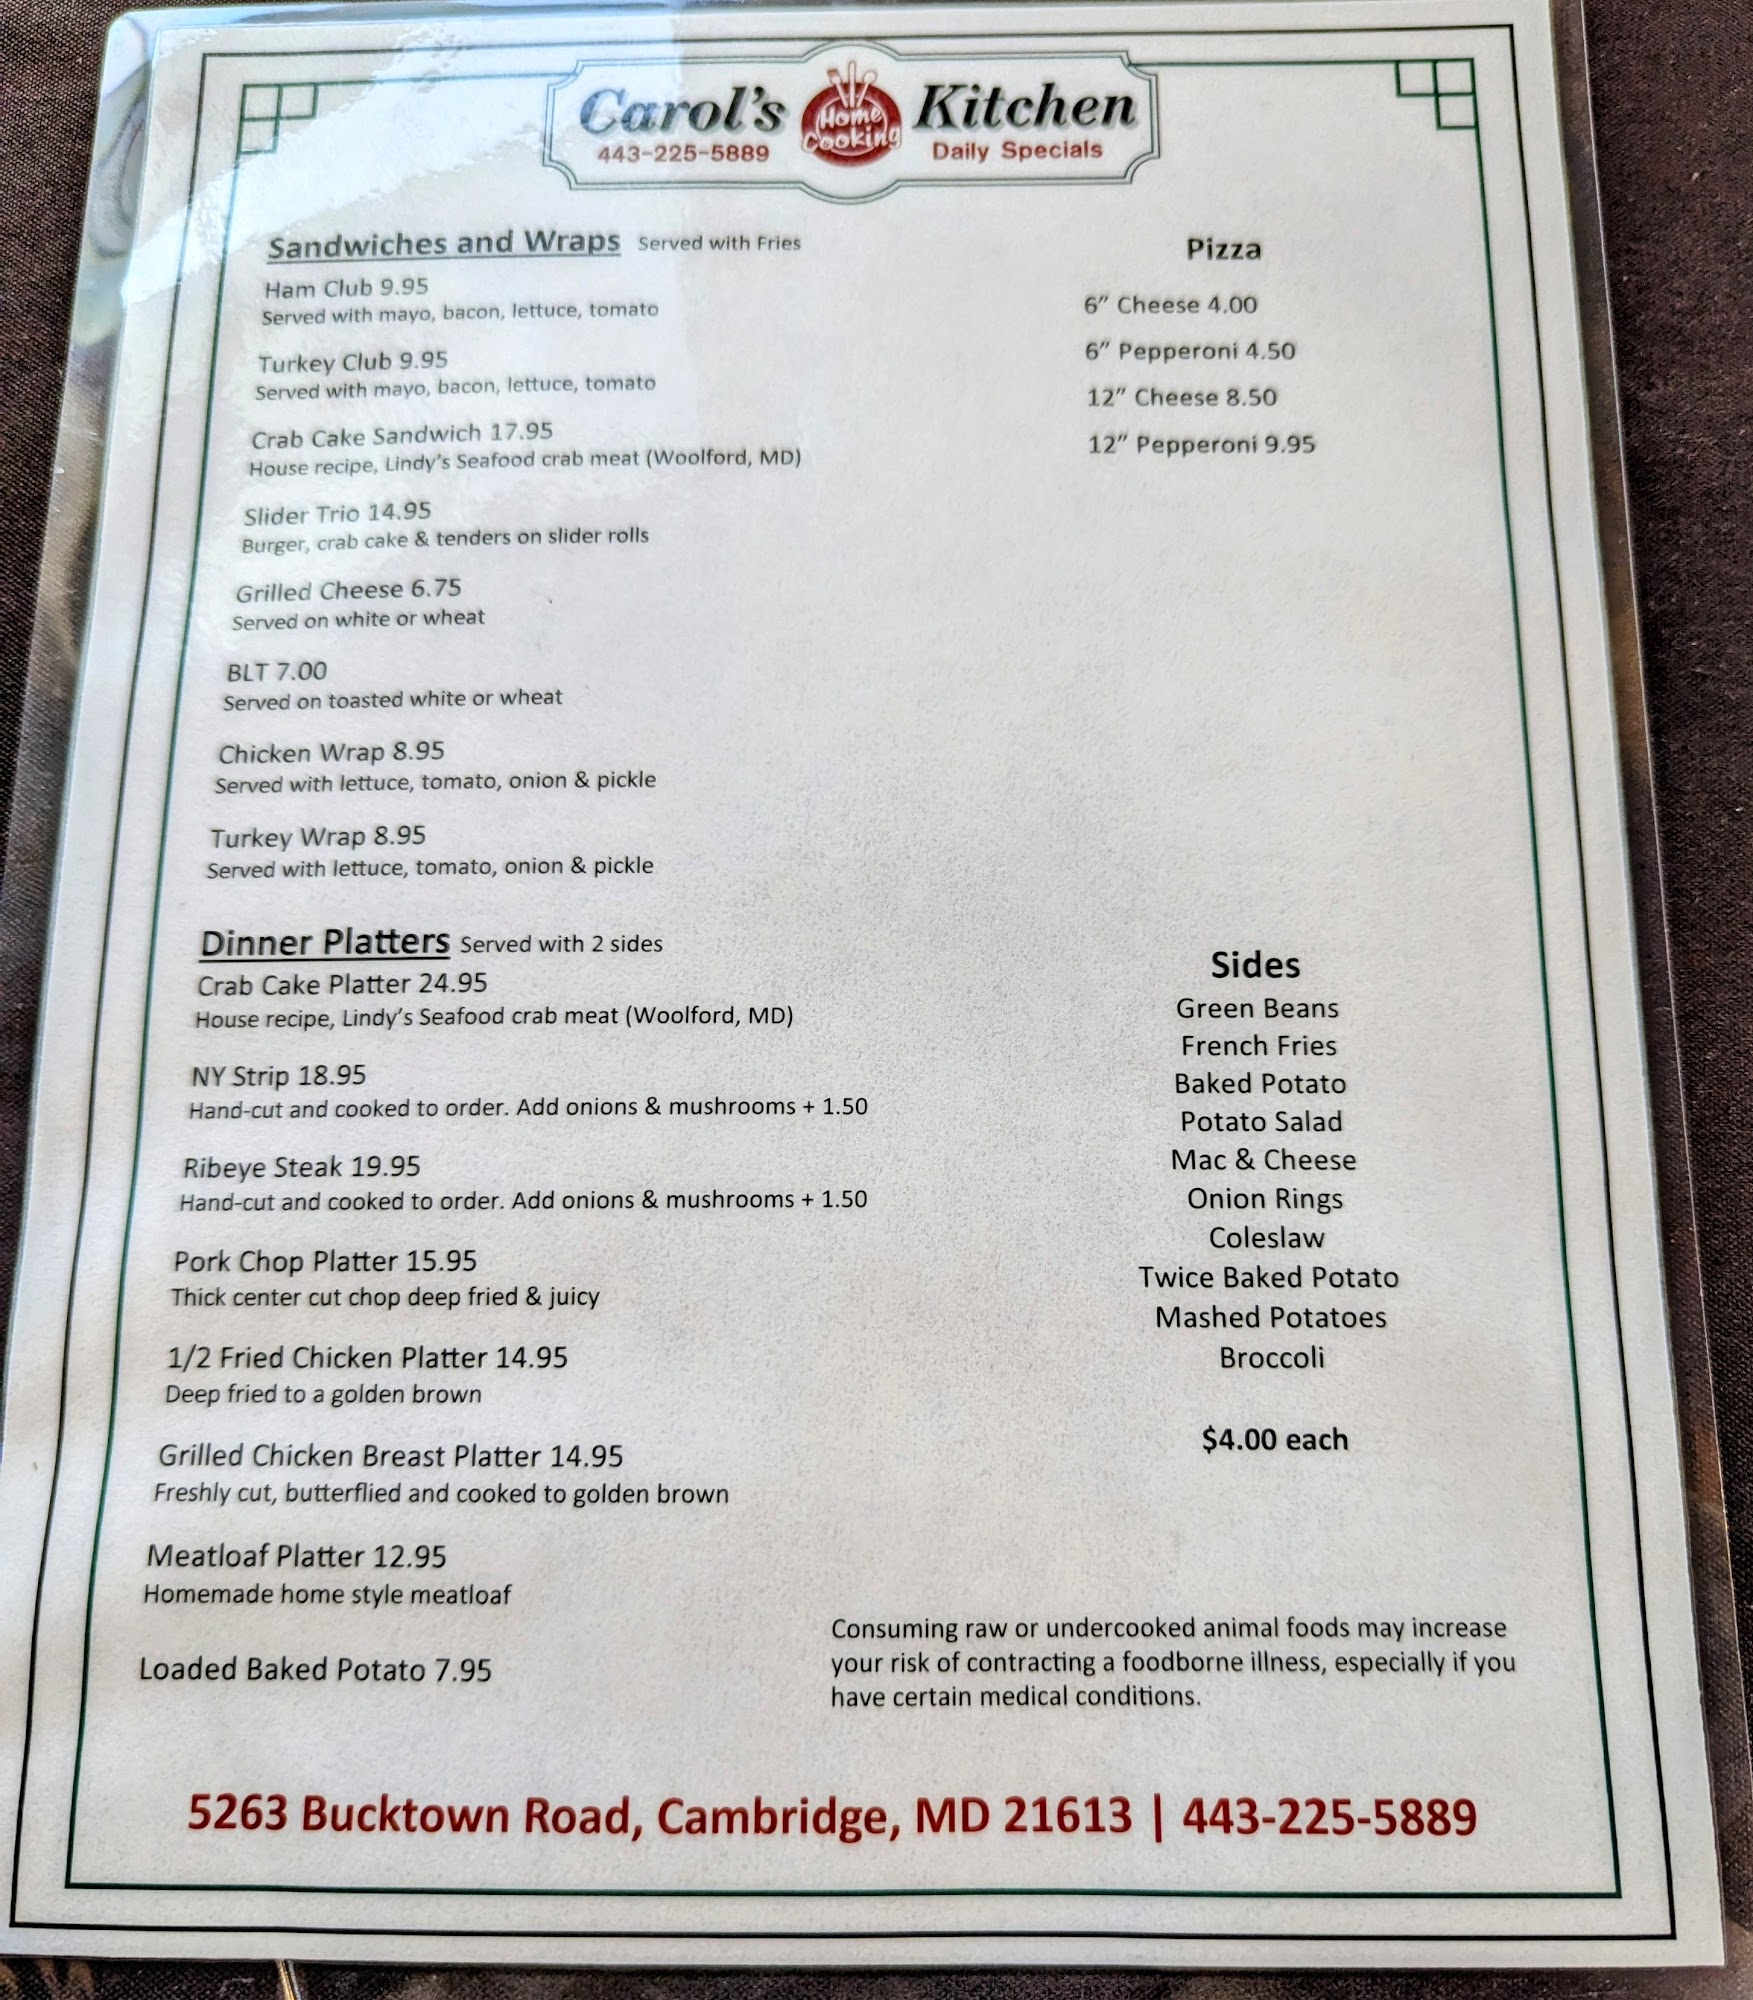 Carol's Home Cooking Kitchen
443-225-5889 Daily Specials
Sandwiches and Wraps Served with Fries
Ham Club 9.95
Served with mayo, bacon, lettuce, tomato
Turkey Club 9.95
Served with mayo, bacon, lettuce, tomato
Crab Cake Sandwich 17.95
House recipe, Lindy's Seafood crab meat (Woolford, MD)
Slider Trio 14.95
Burger, crab cake & tenders on slider rolls
Grilled Cheese 6.75
Served on white or wheat
BLT 7.00
Served on toasted white or wheat
Chicken Wrap 8.95
Served with lettuce, tomato, onion & pickle
Turkey Wrap 8.95
Served with lettuce, tomato, onion & pickle
Pizza
6" Cheese 4.00
6" Pepperoni 4.50
12" Cheese 8.50
12" Pepperoni 9.95
Dinner Platters Served with 2 sides
Crab Cake Platter 24.95
House recipe, Lindy's Seafood crab meat (Woolford, MD)
NY Strip 18.95
Hand-cut and cooked to order. Add onions & mushrooms + 1.50
Ribeye Steak 19.95
Hand-cut and cooked to order. Add onions & mushrooms + 1.50
Pork Chop Platter 15.95
Thick center cut chop deep fried & juicy
1/2 Fried Chicken Platter 14.95
Deep fried to a golden brown
Grilled Chicken Breast Platter 14.95
Freshly cut, butterflied and cooked to golden brown
Meatloaf Platter 12.95
Homemade home style meatloaf
Loaded Baked Potato 7.95
Sides
Green Beans
French Fries
Baked Potato
Potato Salad
Mac & Cheese
Onion Rings
Coleslaw
Twice Baked Potato
Mashed Potatoes
Broccoli
$4.00 each
Consuming raw or undercooked animal foods may increase
your risk of contracting a foodborne illness, especially if you
have certain medical conditions.
5263 Bucktown Road, Cambridge, MD 21613 | 443-225-5889